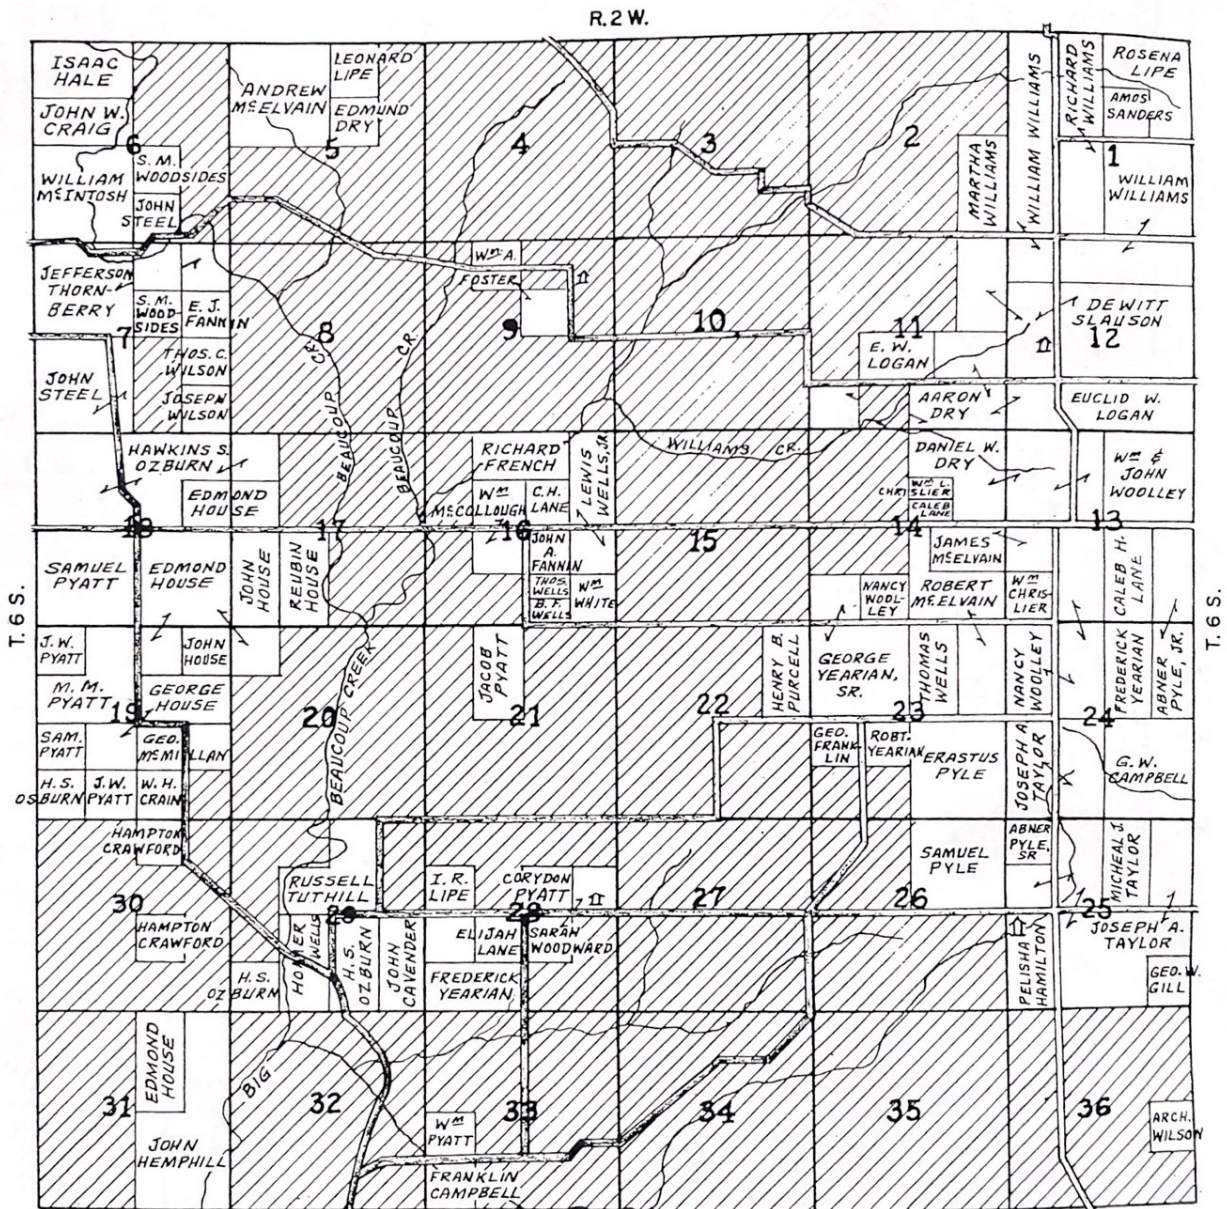 R. 2 W.
T. 6 S.
T. 6 S.
ISAAC
HALE
JOHN W.
CRAIG
6
WILLIAM
McINTOSH
S. M.
WOODSIDES
JOHN
STEEL
ANDREW
McELVAIN
LEONARD
LIPE
EDMUND
DRY
5
4
3
2
MARTHA
WILLIAMS
WILLIAM WILLIAMS
RICHARD
WILLIAMS
ROSENA
LIPE
AMOS
SANDERS
1
WILLIAM
WILLIAMS
JEFFERSON
THORN-
BERRY
S. M.
WOOD
SIDES
E. J.
FANNIN
7
THOS. C.
WILSON
JOHN
STEEL
JOSEPH
WILSON
8
BEAUCOUP CR.
BEAUCOUP CR.
Wm A.
FOSTER
9
10
11
E. W.
LOGAN
AARON
DRY
DEWITT
SLAUSON
12
EUCLID W.
LOGAN
HAWKINS S.
OZBURN
EDMOND
HOUSE
18
SAMUEL
PYATT
EDMOND
HOUSE
JOHN
HOUSE
REUBIN
HOUSE
17
RICHARD
FRENCH
LEWIS
WELLS, SR.
Wm
McCOLLOUGH
C. H.
LANE
16
JOHN
A.
FANNIN
THOS.
WELLS
B. F.
WELLS
Wm
WHITE
WILLIAMS CR.
15
DANIEL W.
DRY
Wm L.
CHRISLIER
CALEB
LANE
14
JAMES
McELVAIN
NANCY
WOOL-
LEY
ROBERT
McELVAIN
Wm
CHRIS-
LIER
Wm &
JOHN
WOOLLEY
13
CALEB H.
LANE
J. W.
PYATT
JOHN
HOUSE
M. M.
PYATT
GEORGE
HOUSE
19
SAM.
PYATT
GEO.
McMILLAN
H. S.
OSBURN
J. W.
PYATT
W. H.
CRAIN
20
BEAUCOUP CREEK
JACOB
PYATT
21
22
HENRY B.
PURCELL
GEORGE
YEARIAN,
SR.
THOMAS
WELLS
NANCY
WOOLLEY
23
GEO.
FRANK-
LIN
ROBT.
YEARIAN
ERASTUS
PYLE
JOSEPH A.
TAYLOR
FREDERICK
YEARIAN
ABNER
PYLE, JR.
24
G. W.
CAMPBELL
HAMPTON
CRAWFORD
30
HAMPTON
CRAWFORD
RUSSELL
TUTHILL
29
HOMER
WELLS
H. S.
OZBURN
H. S.
OZBURN
JOHN
CAVENDER
I. R.
LIPE
CORYDON
PYATT
28
ELIJAH
LANE
SARAH
WOODWARD
FREDERICK
YEARIAN
27
26
SAMUEL
PYLE
ABNER
PYLE,
SR
MICHEAL J.
TAYLOR
25
PELISHA
HAMILTON
JOSEPH A.
TAYLOR
GEO. W.
GILL
EDMOND
HOUSE
31
JOHN
HEMPHILL
BIG
32
Wm
PYATT
33
FRANKLIN
CAMPBELL
34
35
36
ARCH.
WILSON